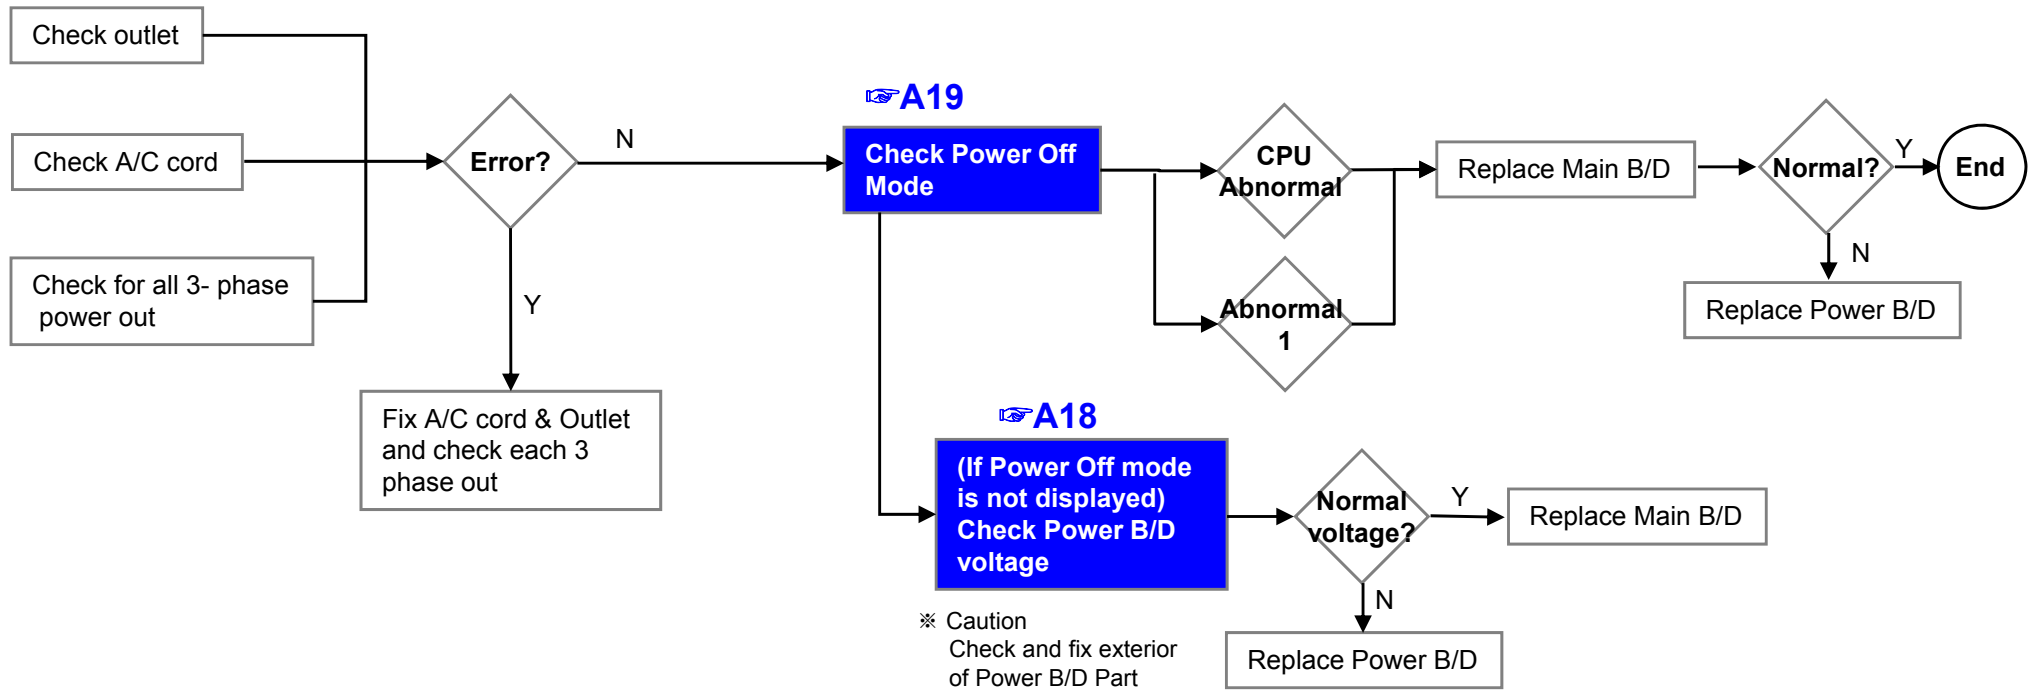 Check outlet
Check A/C cord
Check for all 3- phase
power out
Error?
N
Y
Fix A/C cord & Outlet
and check each 3
phase out
☞A19
Check Power Off
Mode
CPU
Abnormal
Abnormal
1
Replace Main B/D
Normal?
Y
End
N
Replace Power B/D
☞A18
(If Power Off mode
is not displayed)
Check Power B/D
voltage
※ Caution
Check and fix exterior
of Power B/D Part
Normal
voltage?
Y
Replace Main B/D
N
Replace Power B/D